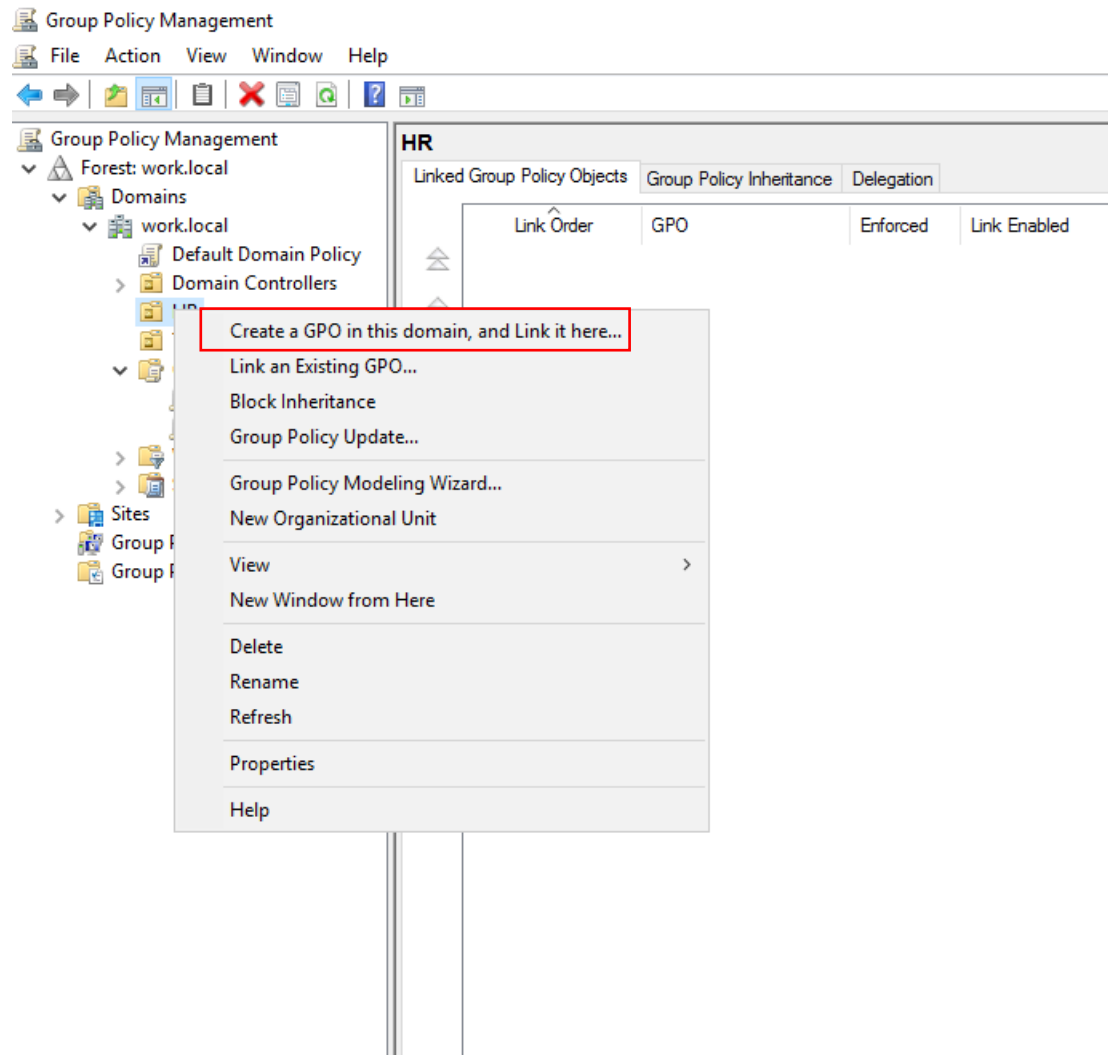 Group Policy Management
File Action View Window Help
Group Policy Management
Forest: work.local
Domains
work.local
Default Domain Policy
Domain Controllers
Sites
Group
Group
HR
Linked Group Policy Objects Group Policy Inheritance Delegation
Link Order GPO Enforced Link Enabled
Create a GPO in this domain, and Link it here...
Link an Existing GPO...
Block Inheritance
Group Policy Update...
Group Policy Modeling Wizard...
New Organizational Unit
View
New Window from Here
Delete
Rename
Refresh
Properties
Help